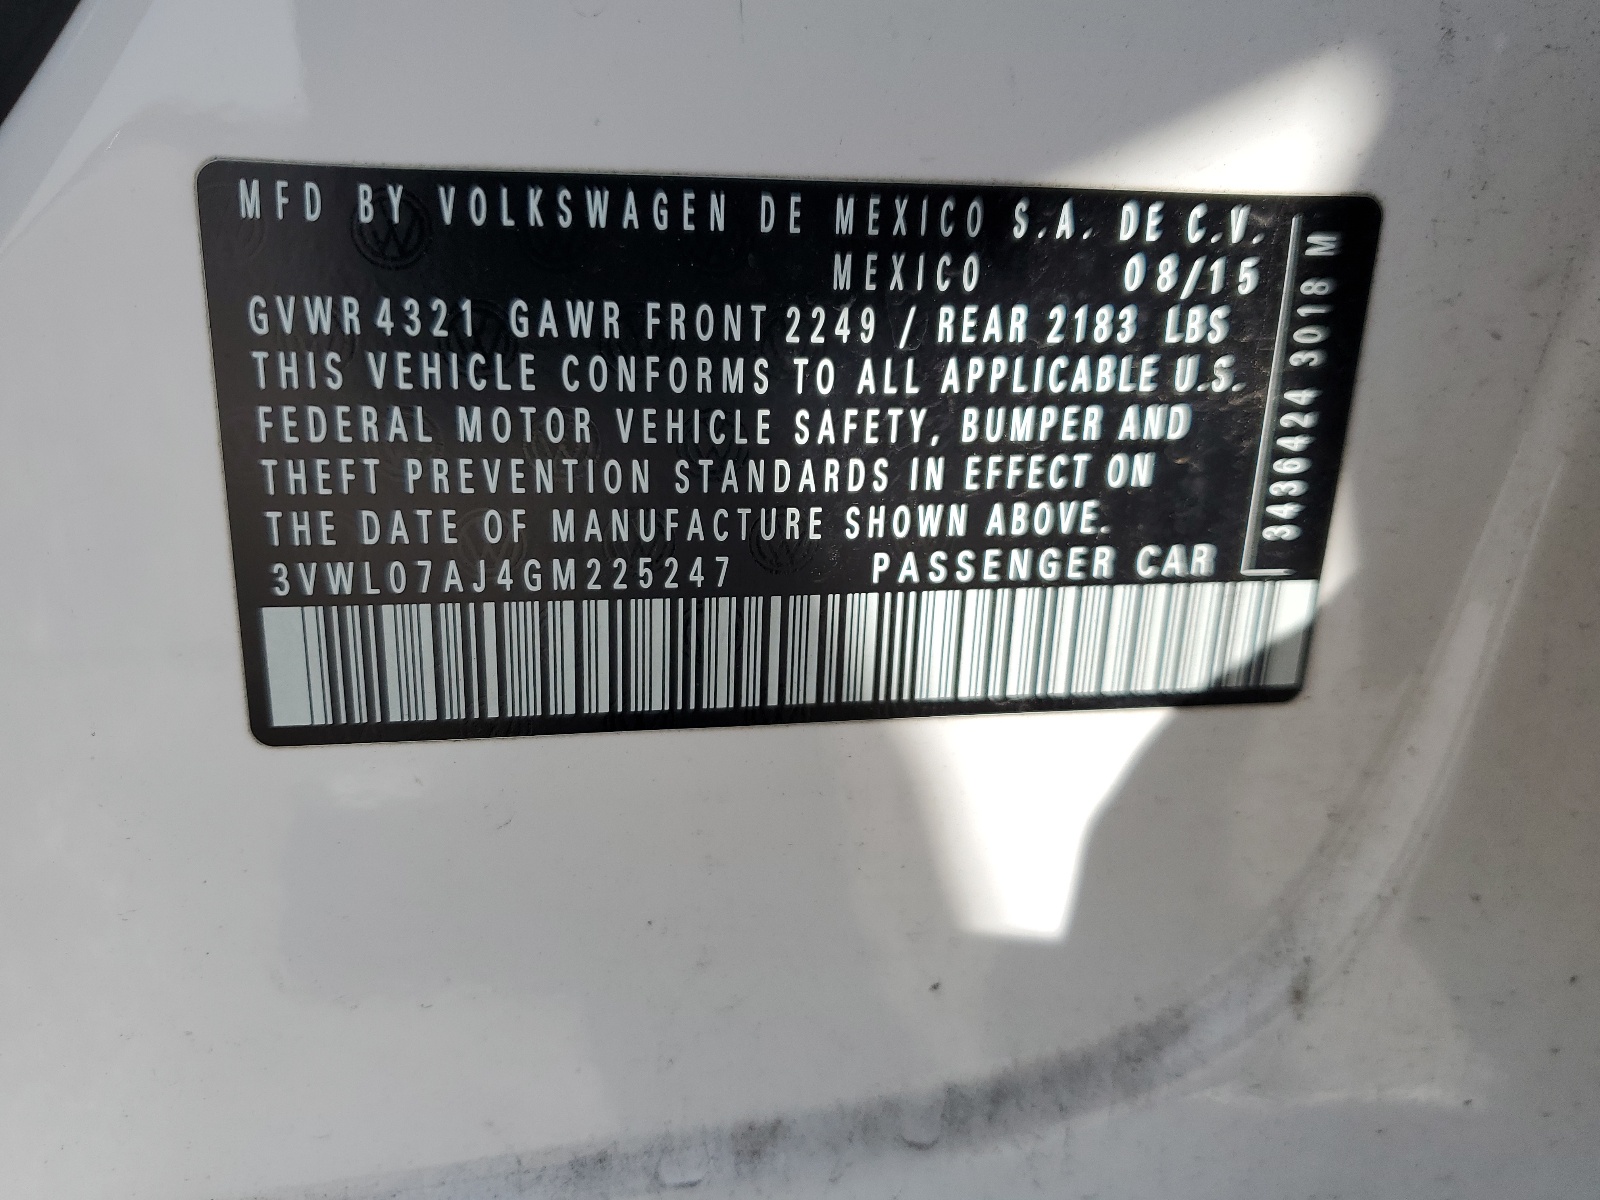 MFD BY VOLKSWAGEN DE MEXICO S.A. DE C.V.
MEXICO 08/15
GVWR 4321 GAWR FRONT 2249 / REAR 2183 LBS
THIS VEHICLE CONFORMS TO ALL APPLICABLE U.S.
FEDERAL MOTOR VEHICLE SAFETY, BUMPER AND
THEFT PREVENTION STANDARDS IN EFFECT ON
THE DATE OF MANUFACTURE SHOWN ABOVE.
3VWL07AJ4GM225247 PASSENGER CAR
3436424 3018 M